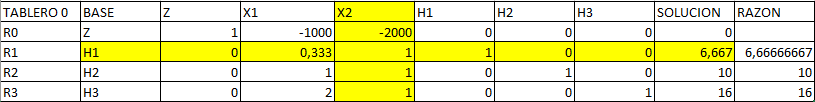 TABLERO 0 BASE Z X1 X2 H1 H2 H3 SOLUCION RAZON
R0 Z 1 -1000 -2000 0 0 0 0
R1 H1 0 0,333 1 1 0 0 6,667 6,66666667
R2 H2 0 1 1 0 1 0 10 10
R3 H3 0 2 1 0 0 1 16 16